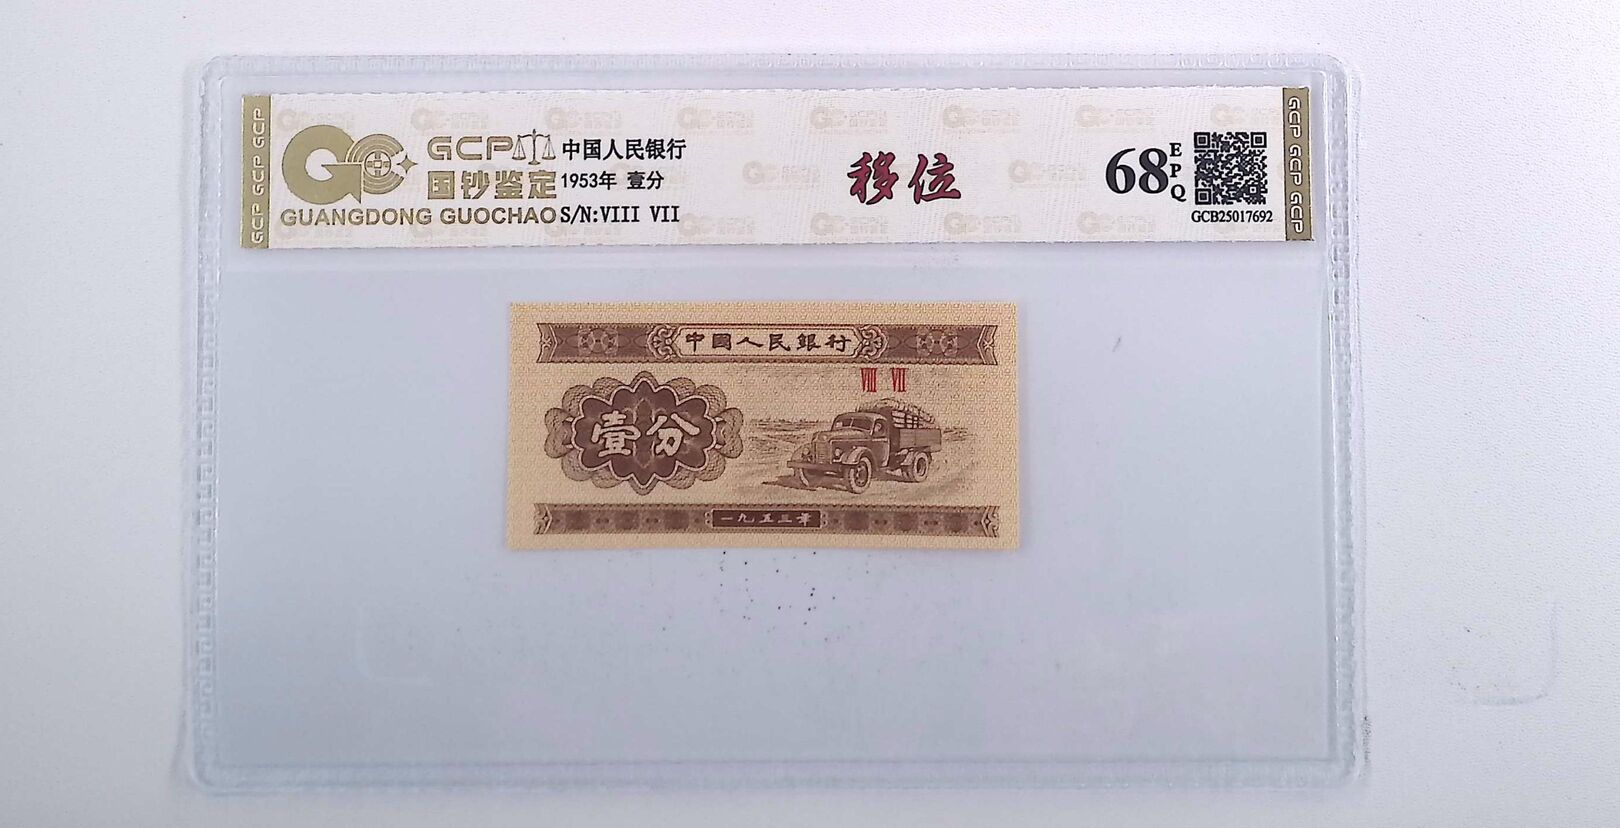 GCP GCP GCP
GCP
国钞鉴定
GUANGDONG GUOCHAO
中国人民银行
1953年 壹分
S/N:VIII VII
移位
68
EPQ
GCB25017692
GCP GCP GCP
中国人民銀行
VIII VII
壹分
一九五三年